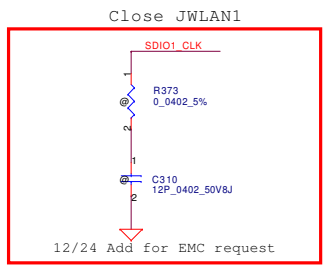 Close JWLAN1
SDIO1_CLK
1
R373
@
0_0402_5%
2
1
@
C310
12P_0402_50V8J
2
12/24 Add for EMC request